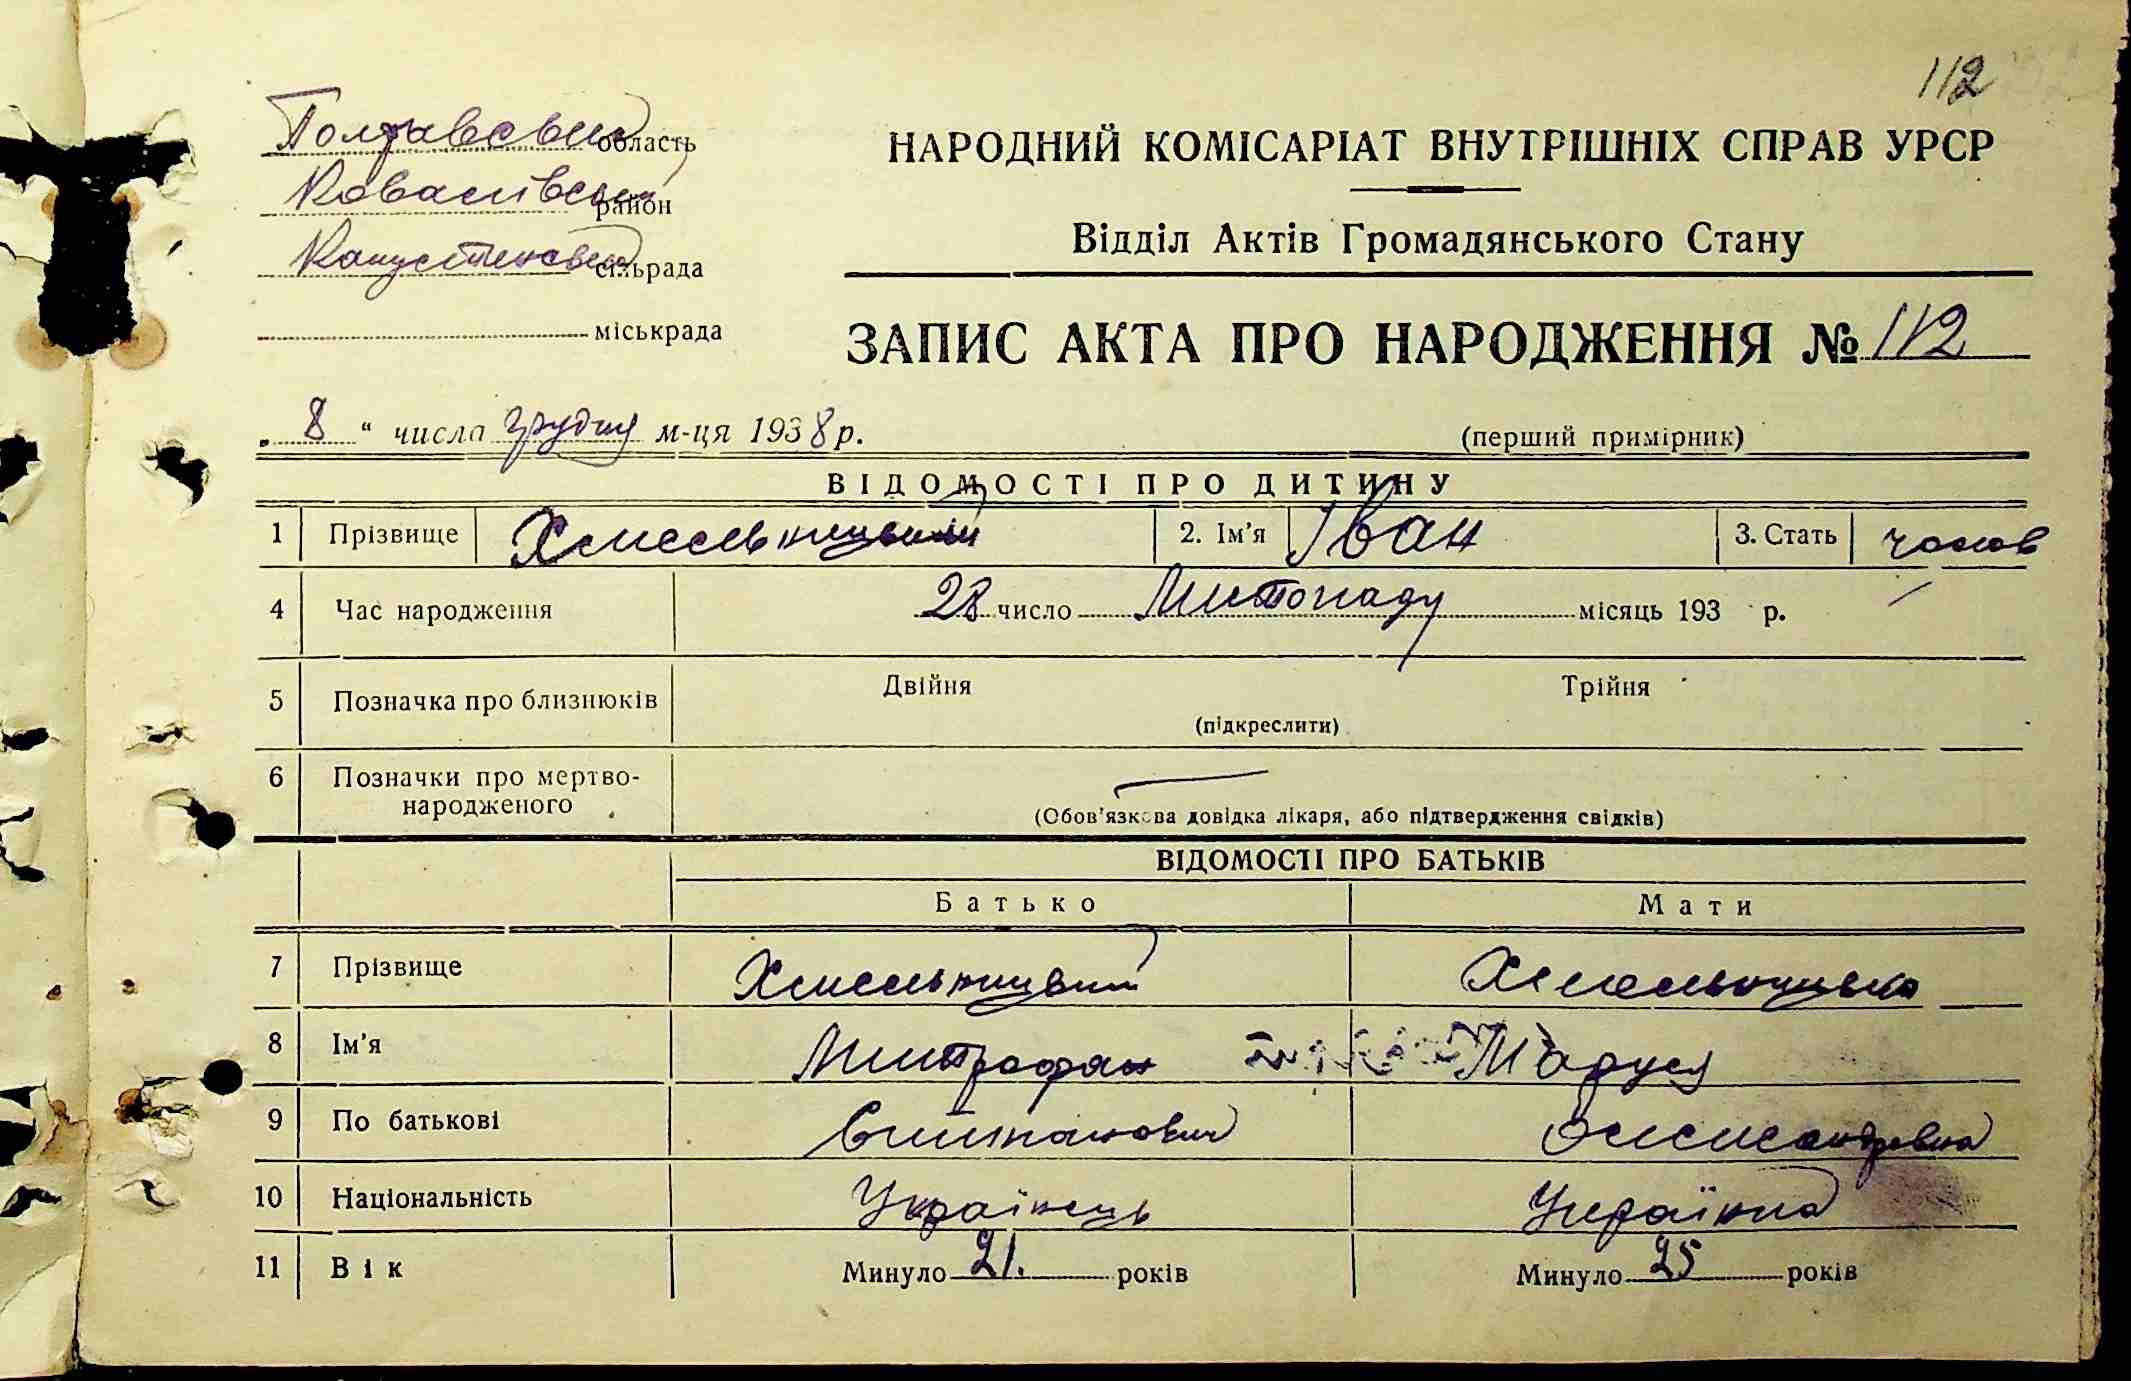 112
Полтавська область
НАРОДНИЙ КОМІСАРІАТ ВНУТРІШНІХ СПРАВ УРСР
район
Відділ Актів Громадянського Стану
сільрада
міськрада
ЗАПИС АКТА ПРО НАРОДЖЕННЯ № 112
„ 8 “ числа грудня м-ця 1938 р.
(перший примірник)
ВІДОМОСТІ ПРО ДИТИНУ
1 Прізвище Хмельницький 2. Ім'я Іван 3. Стать чолов
4 Час народження 28 число Листопаду місяць 193 р.
5 Позначка про близнюків Двійня Трійня
(підкреслити)
6 Позначки про мертво-
народженого
(Обов'язкова довідка лікаря, або підтвердження свідків)
ВІДОМОСТІ ПРО БАТЬКІВ
Батько Мати
7 Прізвище Хмельницький Хмельницька
8 Ім'я Митрофан Маруся
9 По батькові Олександровна
10 Національність Українець Українка
11 Вік Минуло 21. років Минуло 25 років